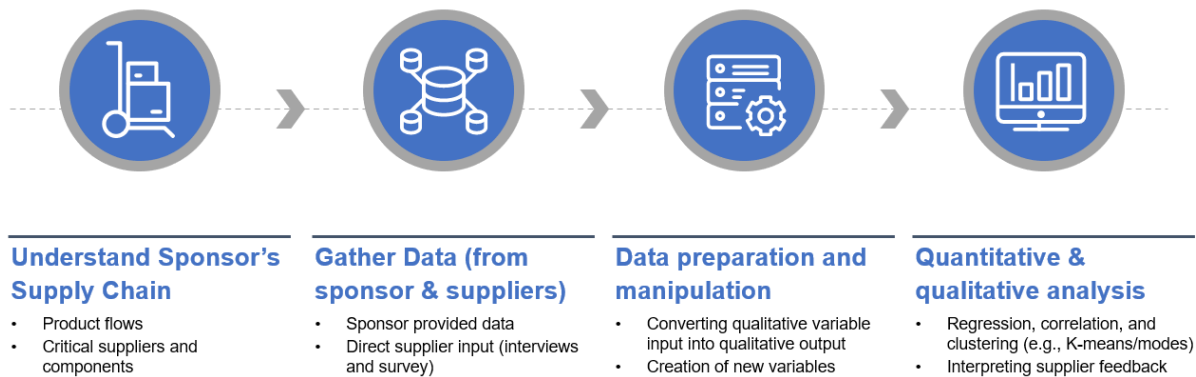 Understand Sponsor's
Supply Chain
• Product flows
• Critical suppliers and
components
Gather Data (from
sponsor & suppliers)
• Sponsor provided data
• Direct supplier input (interviews
and survey)
Data preparation and
manipulation
• Converting qualitative variable
input into qualitative output
• Creation of new variables
Quantitative &
qualitative analysis
• Regression, correlation, and
clustering (e.g., K-means/modes)
• Interpreting supplier feedback